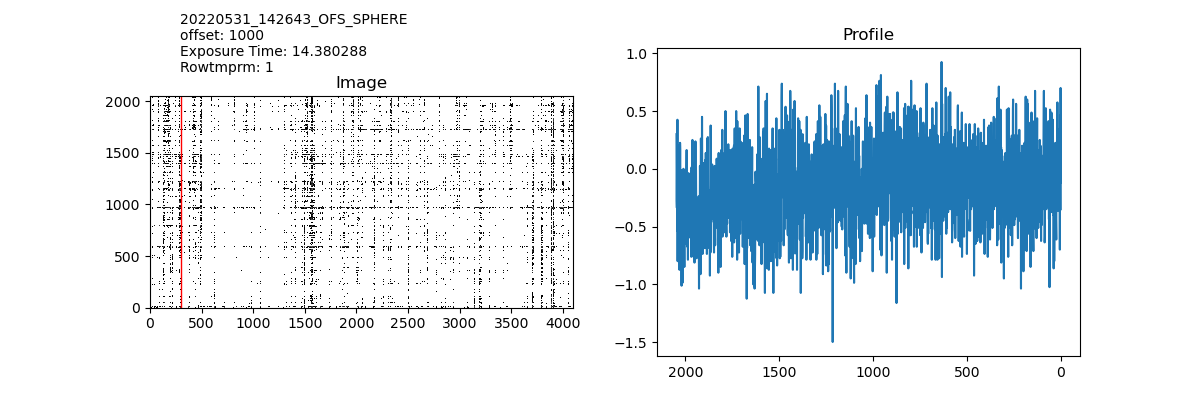 20220531_142643_OFS_SPHERE
offset: 1000
Exposure Time: 14.380288
Rowtmprm: 1
Image
2000
1500
1000
500
0
0 500 1000 1500 2000 2500 3000 3500 4000
Profile
1.0
0.5
0.0
−0.5
−1.0
−1.5
2000 1500 1000 500 0